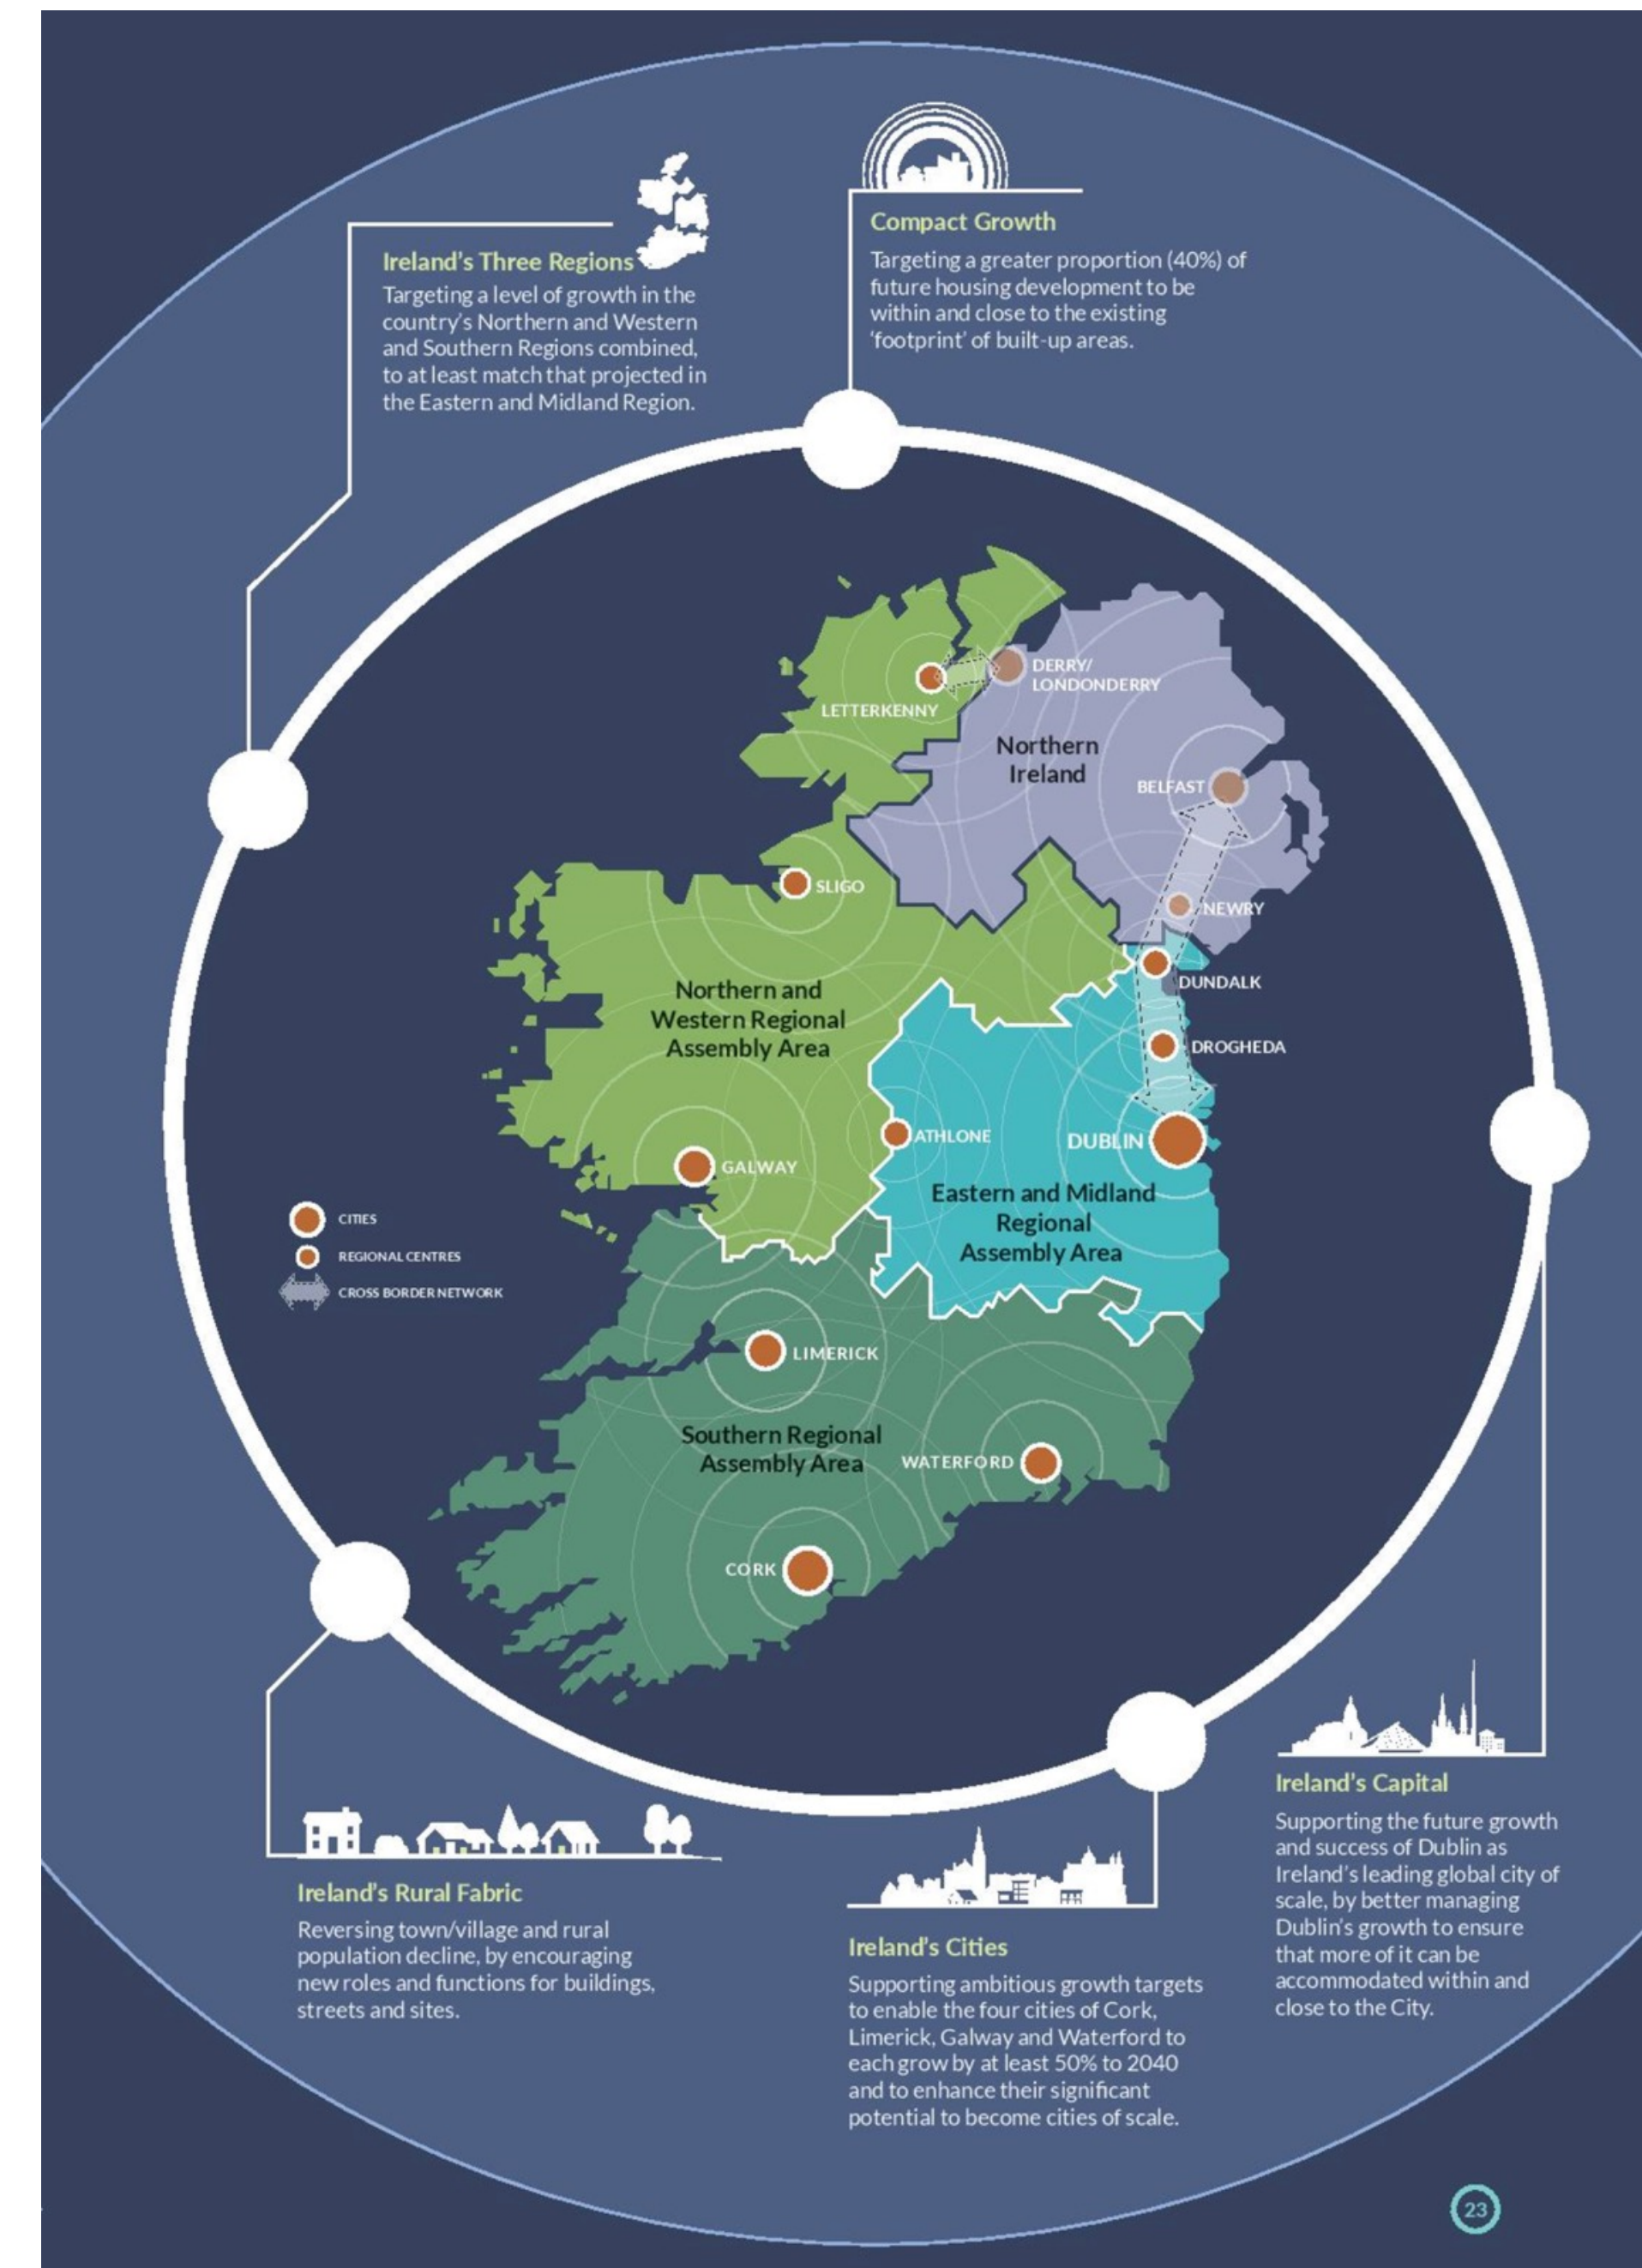 Compact Growth
Targeting a greater proportion (40%) of
future housing development to be
within and close to the existing
‘footprint’ of built-up areas.
Ireland’s Three Regions
Targeting a level of growth in the
country’s Northern and Western
and Southern Regions combined,
to at least match that projected in
the Eastern and Midland Region.
DERRY/
LONDONDERRY
LETTERKENNY
Northern
Ireland
BELFAST
SLIGO
NEWRY
DUNDALK
Northern and
Western Regional
Assembly Area
DROGHEDA
ATHLONE
DUBLIN
GALWAY
Eastern and Midland
Regional
Assembly Area
CITIES
REGIONAL CENTRES
CROSS BORDER NETWORK
LIMERICK
Southern Regional
Assembly Area
WATERFORD
CORK
Ireland’s Capital
Supporting the future growth
and success of Dublin as
Ireland’s leading global city of
scale, by better managing
Dublin’s growth to ensure
that more of it can be
accommodated within and
close to the City.
Ireland’s Rural Fabric
Reversing town/village and rural
population decline, by encouraging
new roles and functions for buildings,
streets and sites.
Ireland’s Cities
Supporting ambitious growth targets
to enable the four cities of Cork,
Limerick, Galway and Waterford to
each grow by at least 50% to 2040
and to enhance their significant
potential to become cities of scale.
23